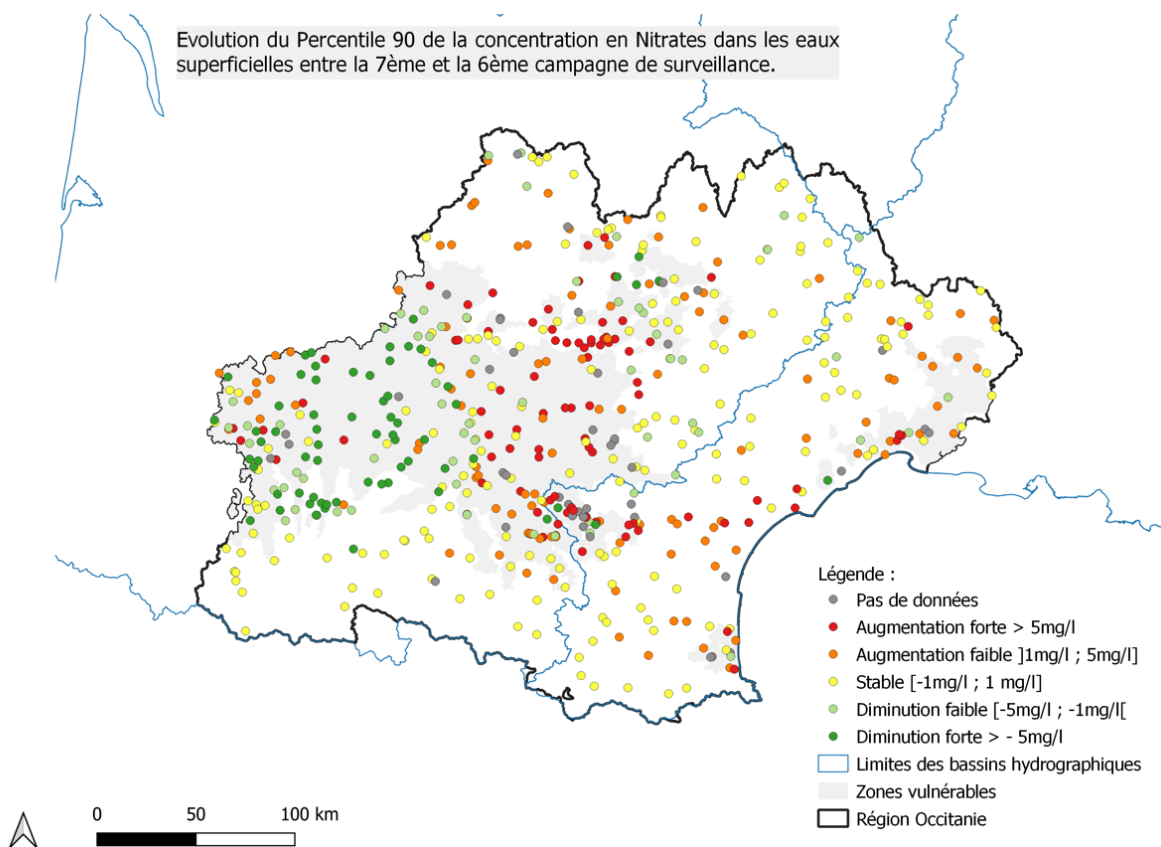 Evolution du Percentile 90 de la concentration en Nitrates dans les eaux
superficielles entre la 7ème et la 6ème campagne de surveillance.
Légende :
Pas de données
Augmentation forte > 5mg/l
Augmentation faible ]1mg/l ; 5mg/l]
Stable [-1mg/l ; 1 mg/l]
Diminution faible [-5mg/l ; -1mg/l[
Diminution forte > - 5mg/l
Limites des bassins hydrographiques
Zones vulnérables
Région Occitanie
0 50 100 km